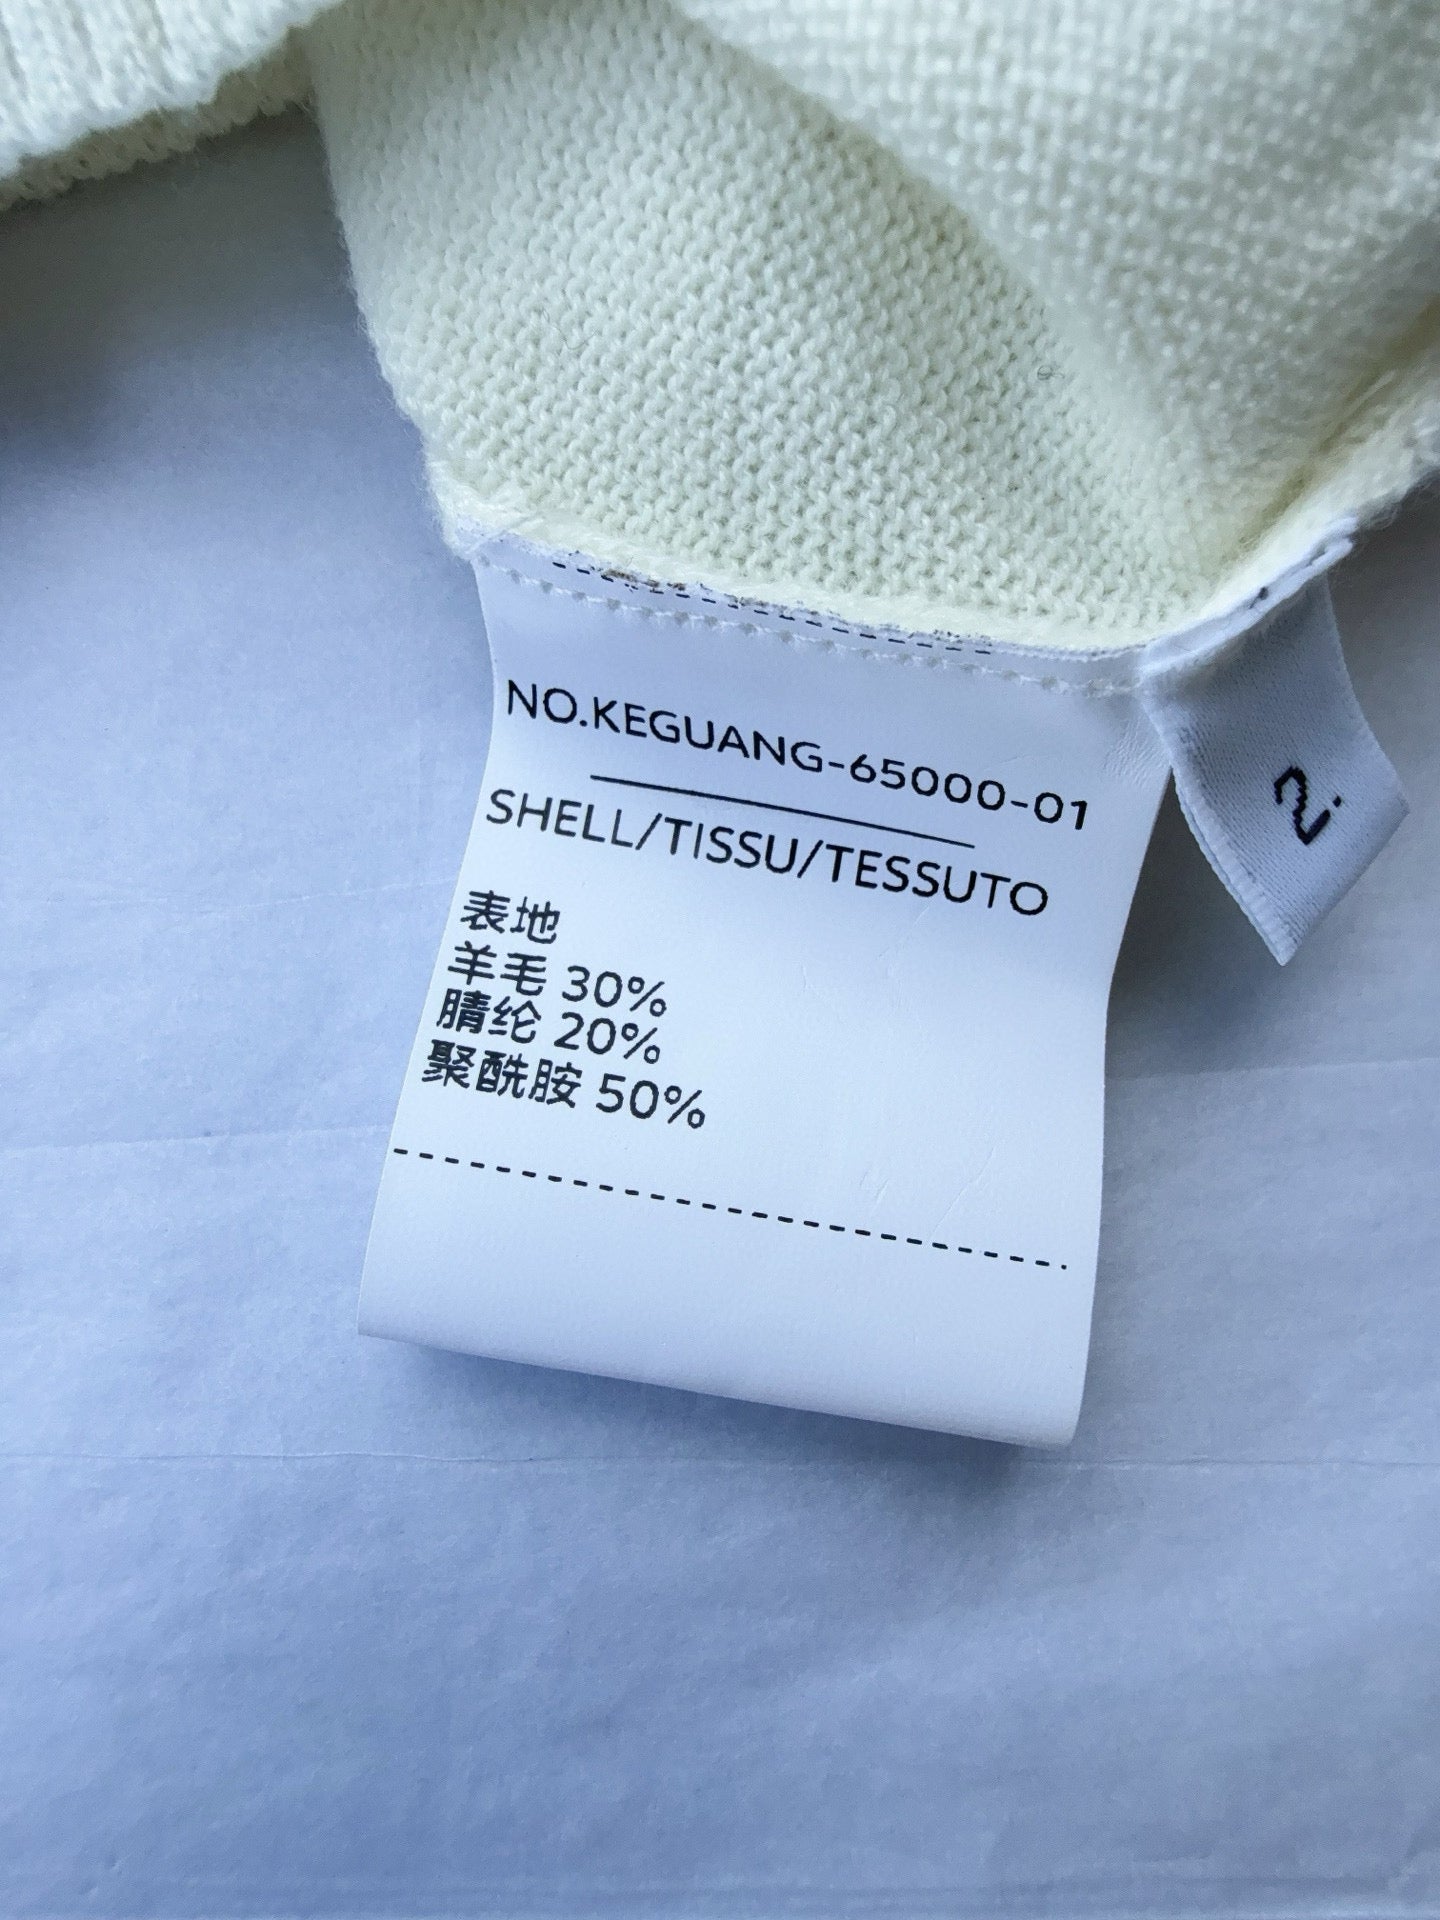 NO.KEGUANG-65000-01
SHELL/TISSU/TESSUTO
表地
羊毛 30%
腈纶 20%
聚酰胺 50%
2